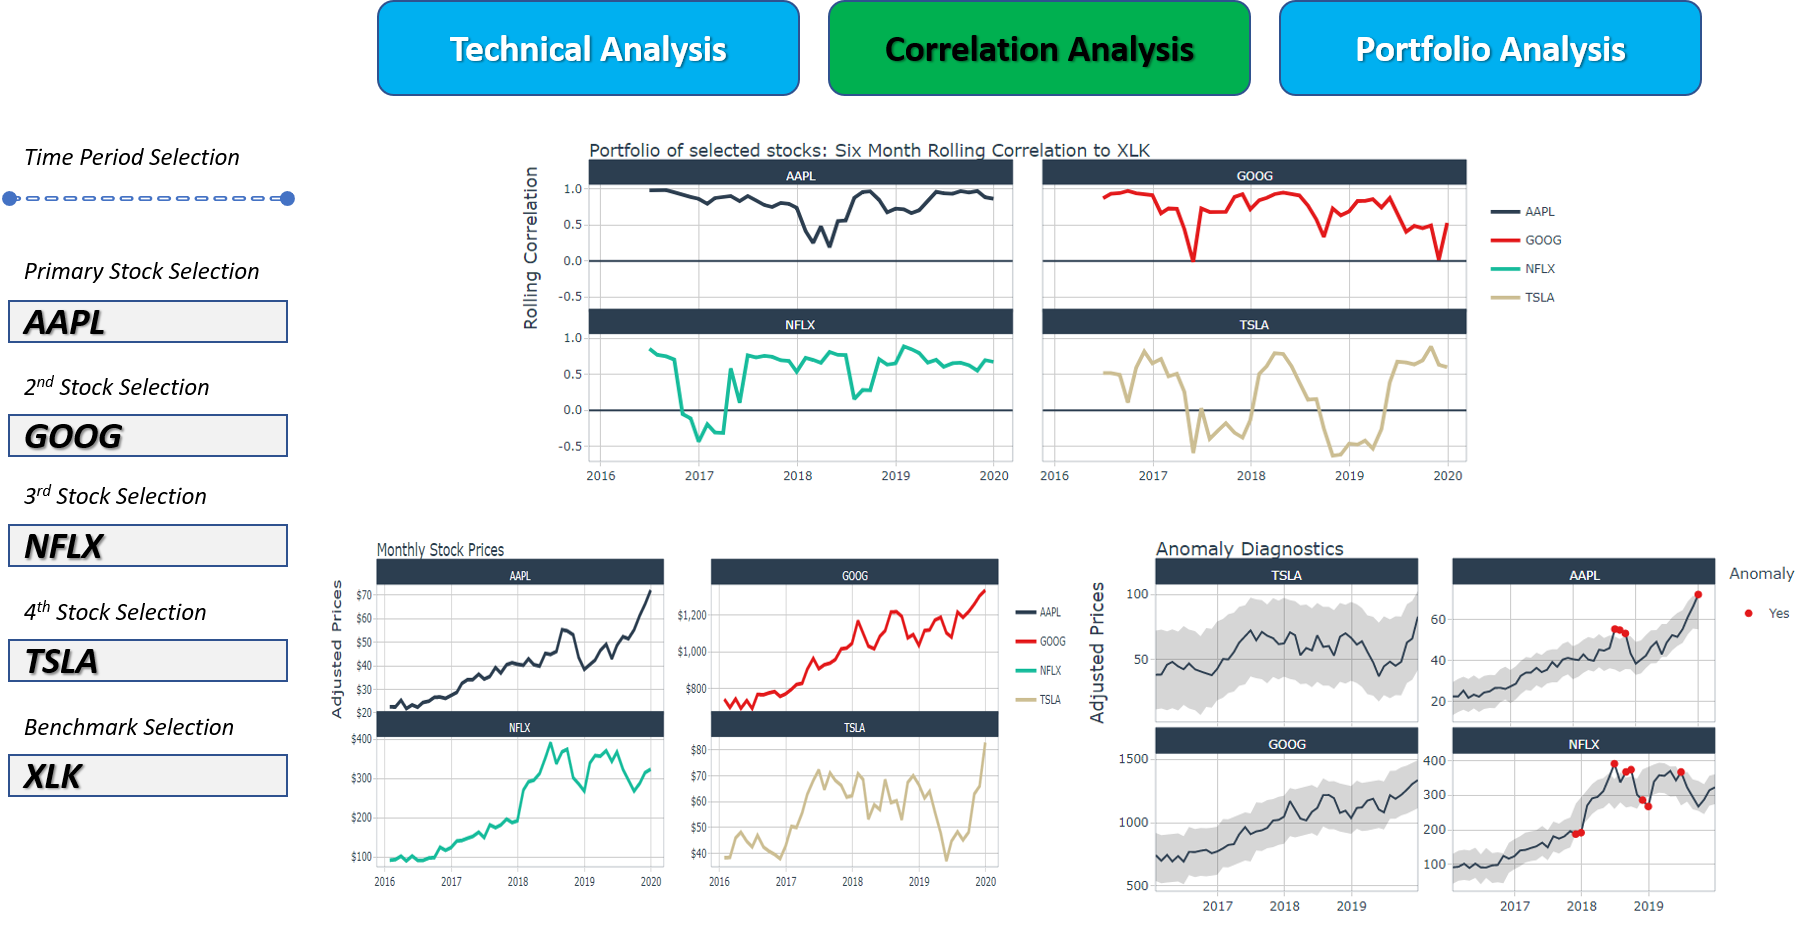 Technical Analysis
Correlation Analysis
Portfolio Analysis
Time Period Selection
Primary Stock Selection
AAPL
2nd Stock Selection
GOOG
3rd Stock Selection
NFLX
4th Stock Selection
TSLA
Benchmark Selection
XLK
Portfolio of selected stocks: Six Month Rolling Correlation to XLK
Rolling Correlation
AAPL
GOOG
1.0
0.5
0.0
-0.5
NFLX
TSLA
1.0
0.5
0.0
-0.5
2016 2017 2018 2019 2020
2016 2017 2018 2019 2020
AAPL
GOOG
NFLX
TSLA
Monthly Stock Prices
Adjusted Prices
AAPL
GOOG
$70
$60
$50
$40
$30
$20
$1,200
$1,000
$800
NFLX
TSLA
$400
$300
$200
$100
$80
$70
$60
$50
$40
2016 2017 2018 2019 2020
2016 2017 2018 2019 2020
AAPL
GOOG
NFLX
TSLA
Anomaly Diagnostics
Adjusted Prices
TSLA
AAPL
100
50
60
40
20
GOOG
NFLX
1500
1000
500
400
300
200
100
2017 2018 2019
2017 2018 2019
Anomaly
Yes